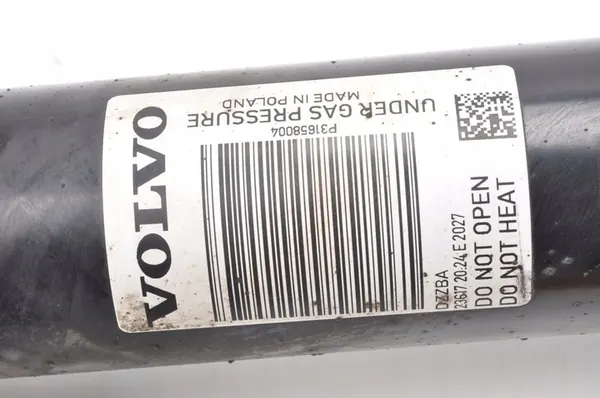 VOLVO
MADE IN POLAND
UNDER GAS PRESSURE
P31658004
DZZBA
23617 20:24 E 2027
DO NOT OPEN
DO NOT HEAT